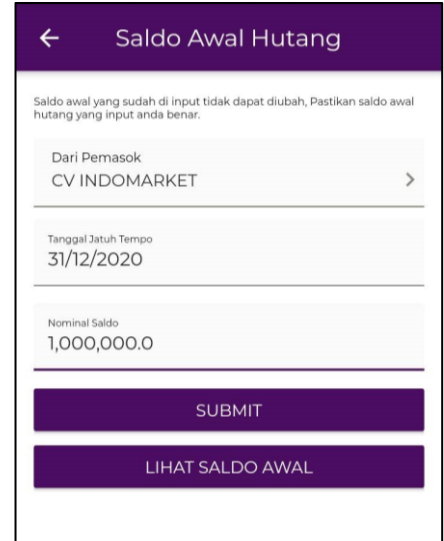 Saldo Awal Hutang
Saldo awal yang sudah di input tidak dapat diubah, Pastikan saldo awal
hutang yang input anda benar.
Dari Pemasok
CV INDOMARKET
Tanggal Jatuh Tempo
31/12/2020
Nominal Saldo
1,000,000.0
SUBMIT
LIHAT SALDO AWAL